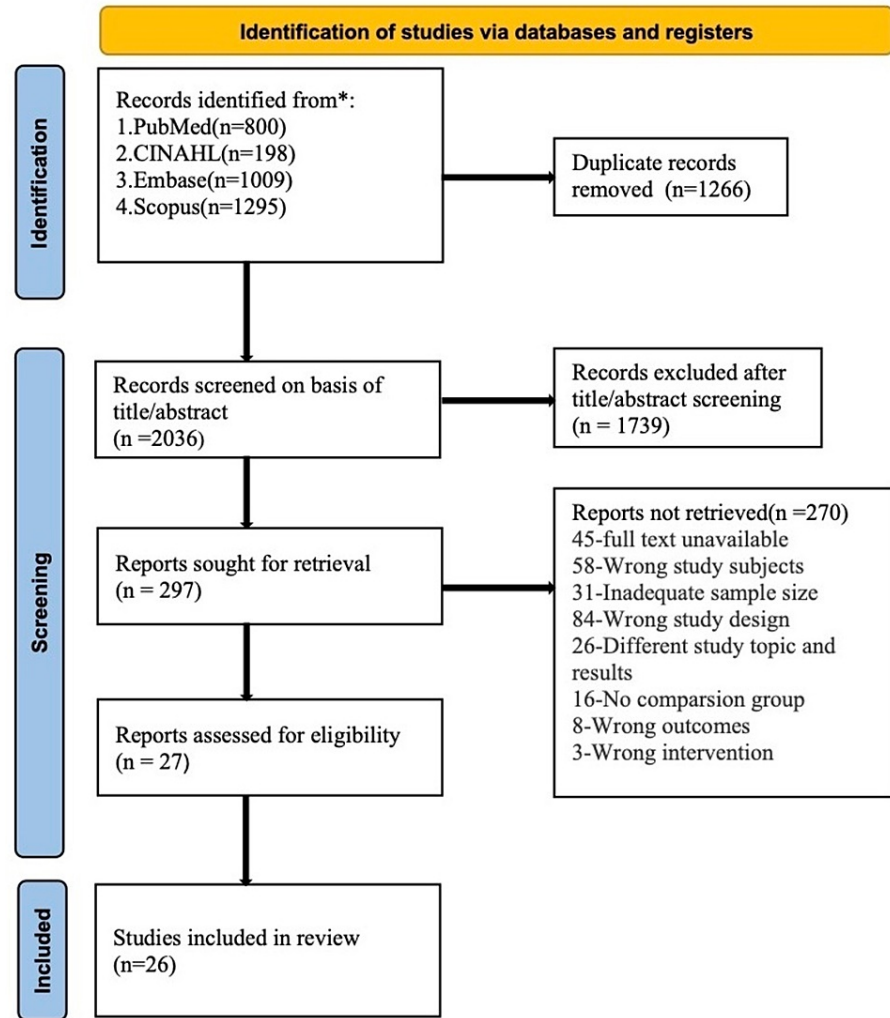 Identification of studies via databases and registers
Identification
Records identified from*:
1.PubMed(n=800)
2.CINAHL(n=198)
3.Embase(n=1009)
4.Scopus(n=1295)
Duplicate records
removed (n=1266)
Screening
Records screened on basis of
title/abstract
(n =2036)
Records excluded after
title/abstract screening
(n = 1739)
Reports sought for retrieval
(n = 297)
Reports not retrieved(n =270)
45-full text unavailable
58-Wrong study subjects
31-Inadequate sample size
84-Wrong study design
26-Different study topic and
results
16-No comparsion group
8-Wrong outcomes
3-Wrong intervention
Reports assessed for eligibility
(n = 27)
Included
Studies included in review
(n=26)